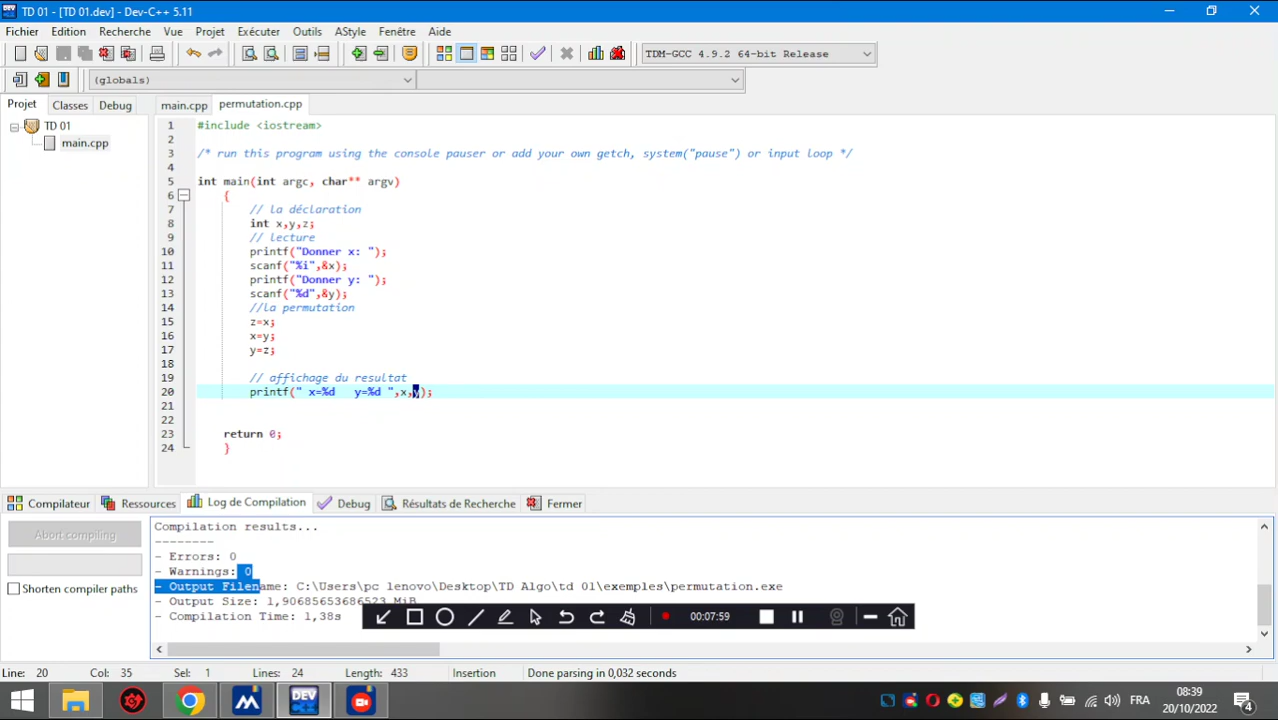 TD 01 - [TD 01.dev] - Dev-C++ 5.11
Fichier Edition Recherche Vue Projet Exécuter Outils AStyle Fenêtre Aide
TDM-GCC 4.9.2 64-bit Release
(globals)
Projet Classes Debug main.cpp permutation.cpp
TD 01
main.cpp
1 #include <iostream>
2
3 /* run this program using the console pauser or add your own getch, system("pause") or input loop */
4
5 int main(int argc, char** argv)
6 {
7 // la déclaration
8 int x,y,z;
9 // lecture
10 printf("Donner x: ");
11 scanf("%i",&x);
12 printf("Donner y: ");
13 scanf("%d",&y);
14 //la permutation
15 z=x;
16 x=y;
17 y=z;
18
19 // affichage du resultat
20 printf(" x=%d   y=%d ",x,y);
21
22
23 return 0;
24 }
Compilateur Ressources Log de Compilation Debug Résultats de Recherche Fermer
Abort compiling
Shorten compiler paths
Compilation results...
--------
- Errors: 0
- Warnings: 0
- Output Filename: C:\Users\pc lenovo\Desktop\TD Algo\td 01\exemples\permutation.exe
- Output Size: 1,90685653686523 MiB
- Compilation Time: 1,38s
00:07:59
Line: 20 Col: 35 Sel: 1 Lines: 24 Length: 433 Insertion Done parsing in 0,032 seconds
DEV
FRA
08:39
20/10/2022
4